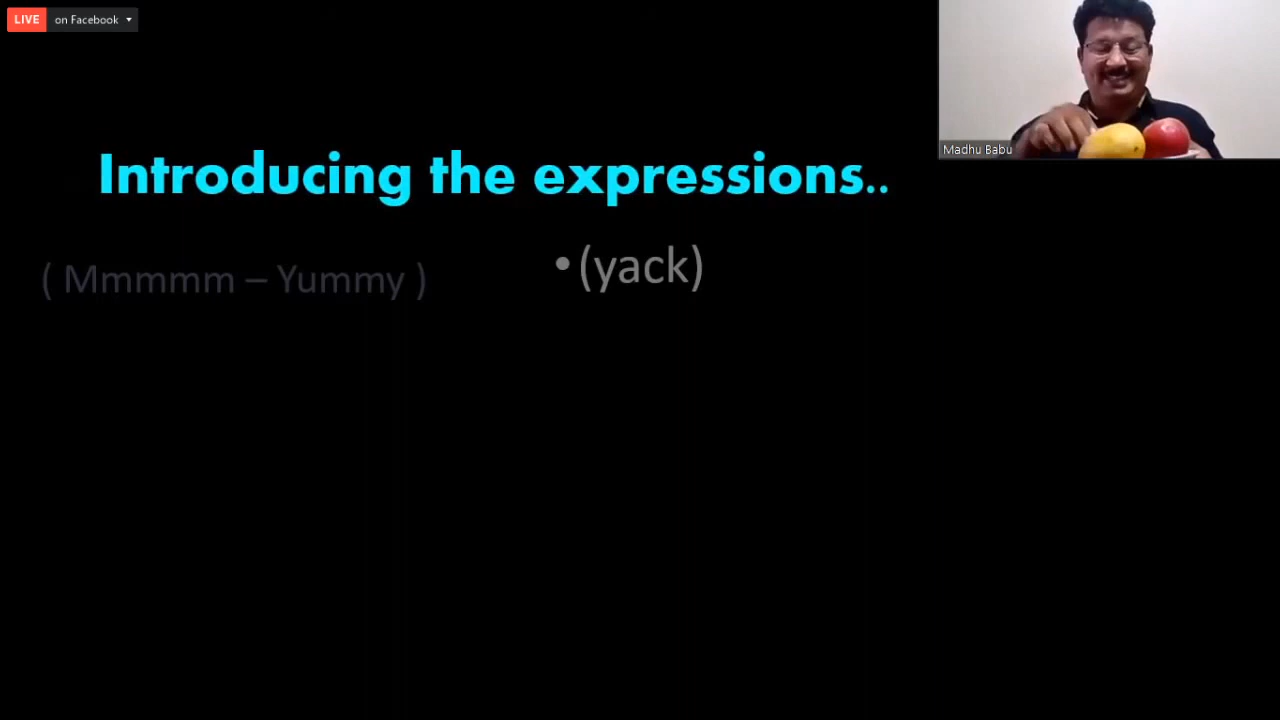 LIVE on Facebook
Madhu Babu
Introducing the expressions..
( Mmmmm – Yummy )
•(yack)